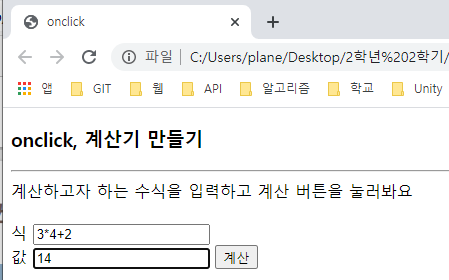 onclick
파일 | C:/Users/plane/Desktop/2학년%202학기/
앱 GIT 웹 API 알고리즘 학교 Unity
onclick, 계산기 만들기
계산하고자 하는 수식을 입력하고 계산 버튼을 눌러봐요
식 3*4+2
값 14 계산